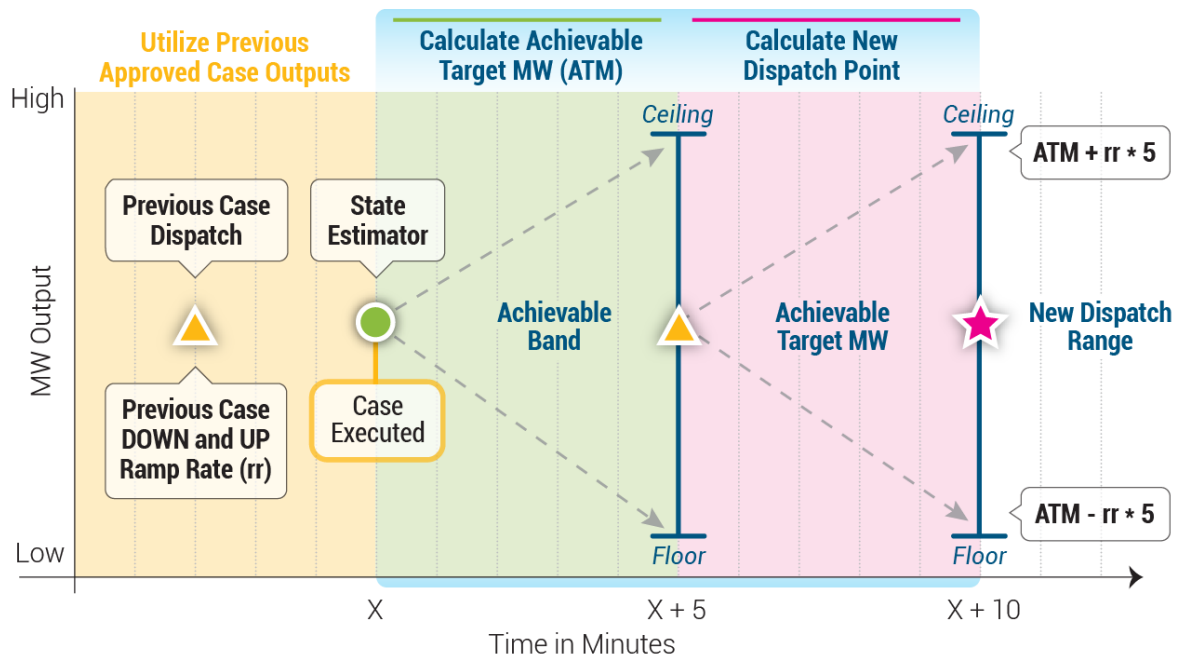 Utilize Previous
Approved Case Outputs
Calculate Achievable
Target MW (ATM)
Calculate New
Dispatch Point
High
Ceiling
Ceiling
ATM + rr * 5
Previous Case
Dispatch
State
Estimator
MW Output
Achievable
Band
Achievable
Target MW
New Dispatch
Range
Previous Case
DOWN and UP
Ramp Rate (rr)
Case
Executed
ATM - rr * 5
Low
Floor
Floor
X
X + 5
X + 10
Time in Minutes